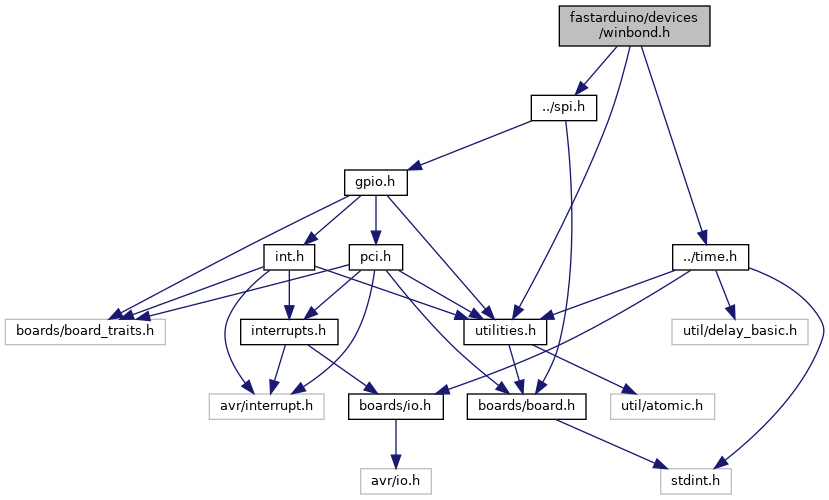 fastarduino/devices
/winbond.h
../spi.h
gpio.h
int.h
pci.h
../time.h
boards/board_traits.h
interrupts.h
utilities.h
util/delay_basic.h
avr/interrupt.h
boards/io.h
boards/board.h
util/atomic.h
avr/io.h
stdint.h